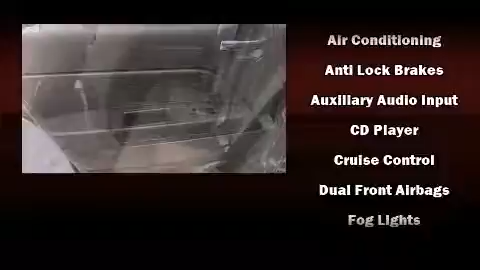 Air Conditioning
Anti Lock Brakes
Auxiliary Audio Input
CD Player
Cruise Control
Dual Front Airbags
Fog Lights